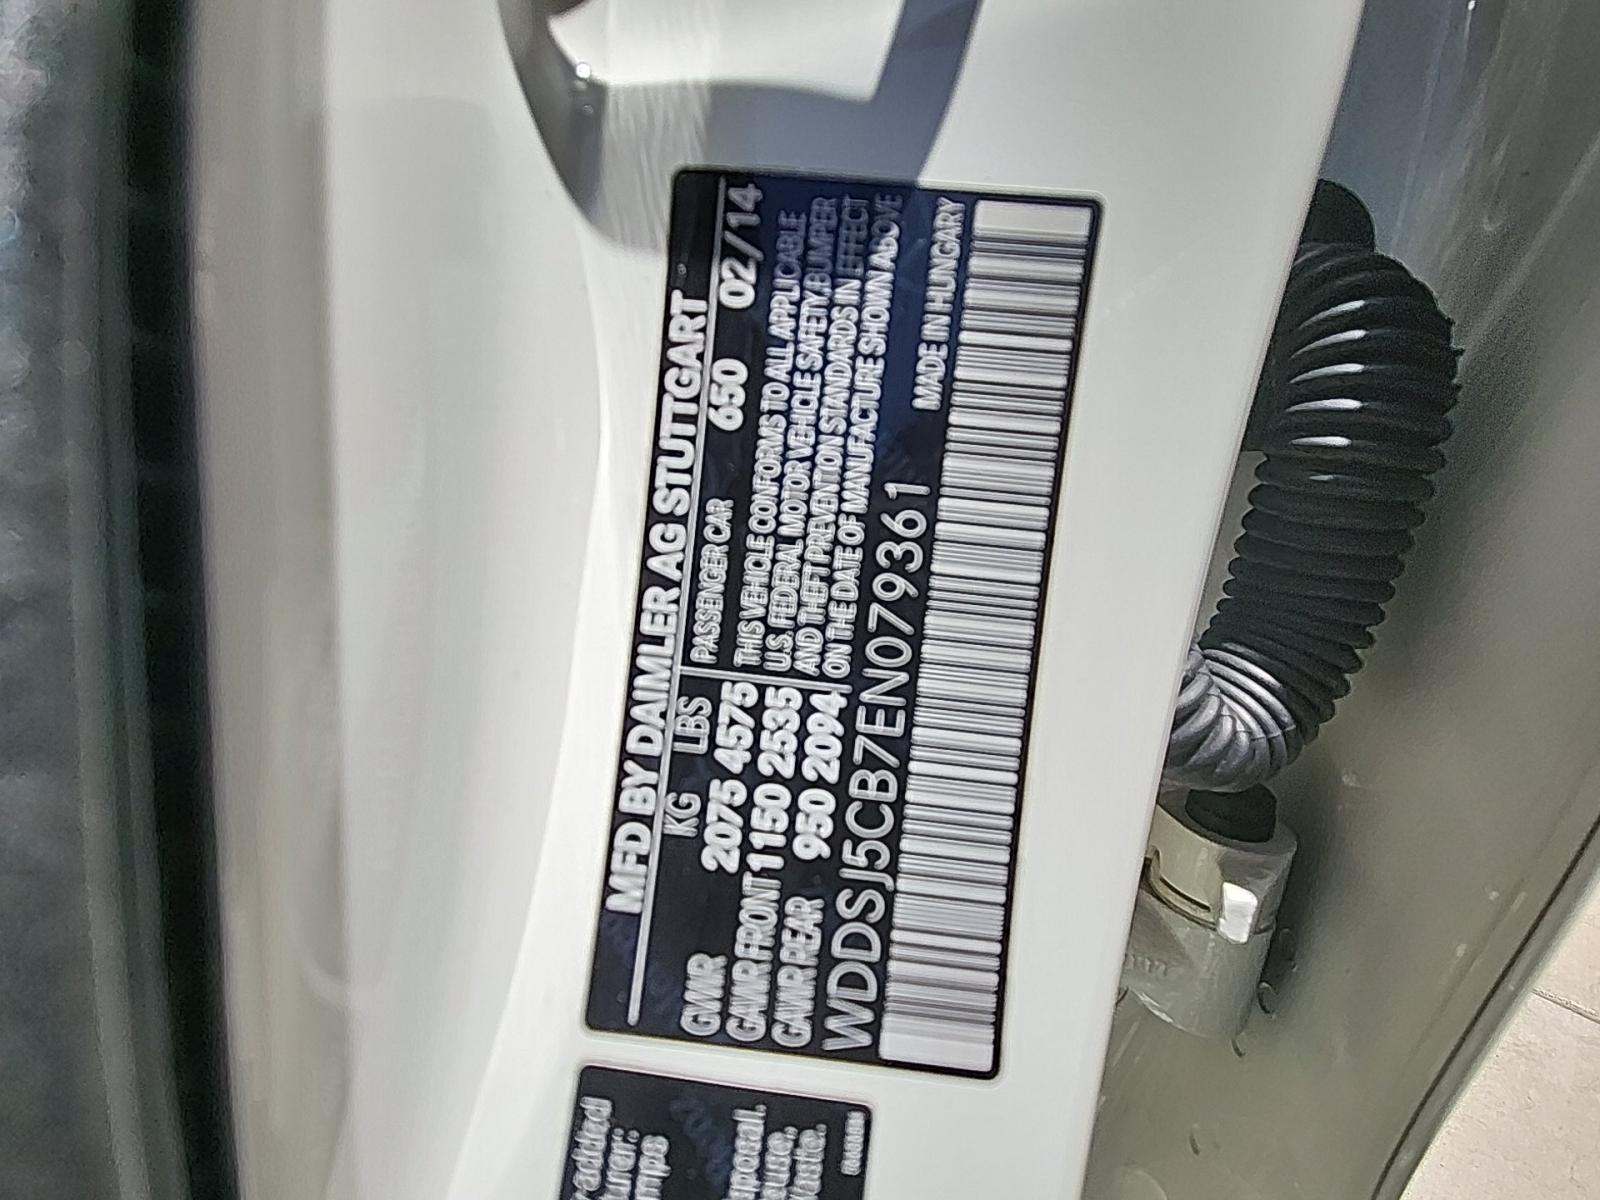 MFD BY DAIMLER AG STUTTGART
KG LBS PASSENGER CAR 650 02/14
GVWR 2075 4575
GAWR FRONT 1150 2535
GAWR REAR 950 2094
THIS VEHICLE CONFORMS TO ALL APPLICABLE
U.S. FEDERAL MOTOR VEHICLE SAFETY, BUMPER
AND THEFT PREVENTION STANDARDS IN EFFECT
ON THE DATE OF MANUFACTURE SHOWN ABOVE
WDDSJ5CB7EN079361 MADE IN HUNGARY